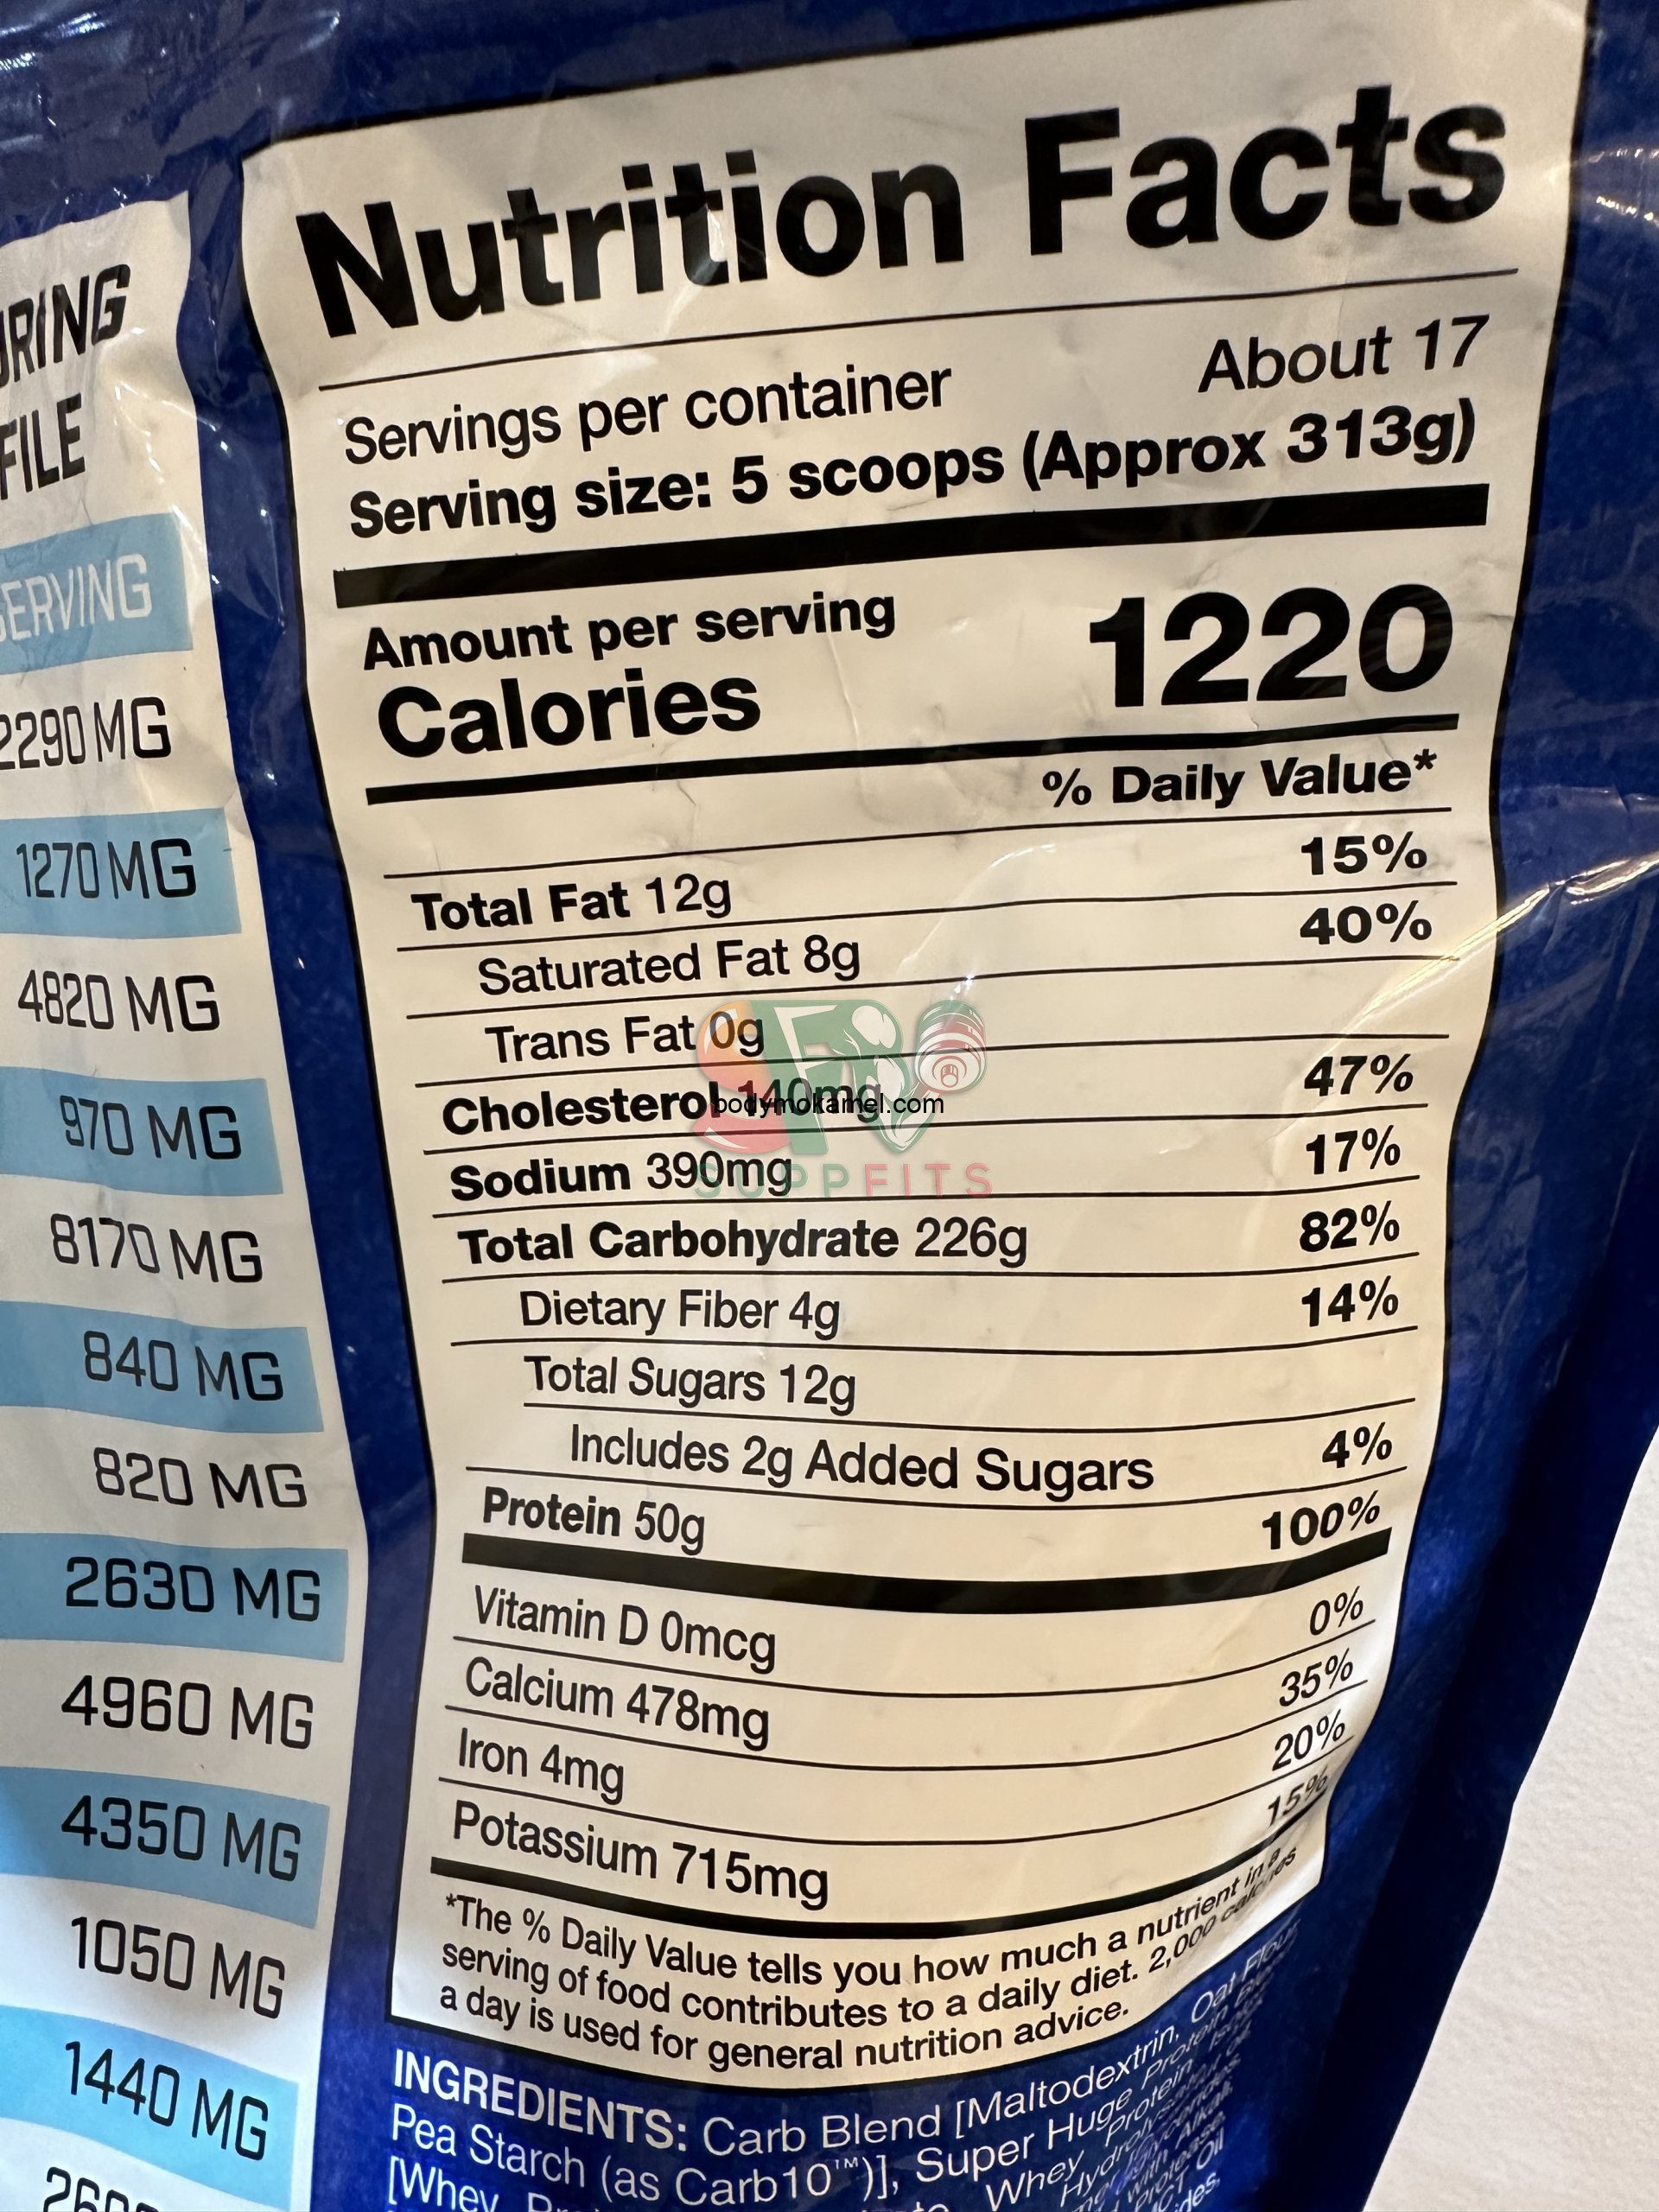 RING
FILE
SERVING
2290 MG
1270 MG
4820 MG
970 MG
8170 MG
840 MG
820 MG
2630 MG
4960 MG
4350 MG
1050 MG
1440 MG
Nutrition Facts
Servings per container About 17
Serving size: 5 scoops (Approx 313g)
Amount per serving
Calories 1220
% Daily Value*
Total Fat 12g 15%
Saturated Fat 8g 40%
Trans Fat 0g
Cholesterol 140mg 47%
bodymokamel.com
Sodium 390mg 17%
SUPPFITS
Total Carbohydrate 226g 82%
Dietary Fiber 4g 14%
Total Sugars 12g
Includes 2g Added Sugars 4%
Protein 50g 100%
Vitamin D 0mcg 0%
Calcium 478mg 35%
Iron 4mg 20%
Potassium 715mg 15%
*The % Daily Value tells you how much a nutrient in a
serving of food contributes to a daily diet. 2,000 calories
a day is used for general nutrition advice.
INGREDIENTS: Carb Blend [Maltodextrin, Oat Flour,
Pea Starch (as Carb10™)], Super Huge Protein Blend
[Whey Whey Protein